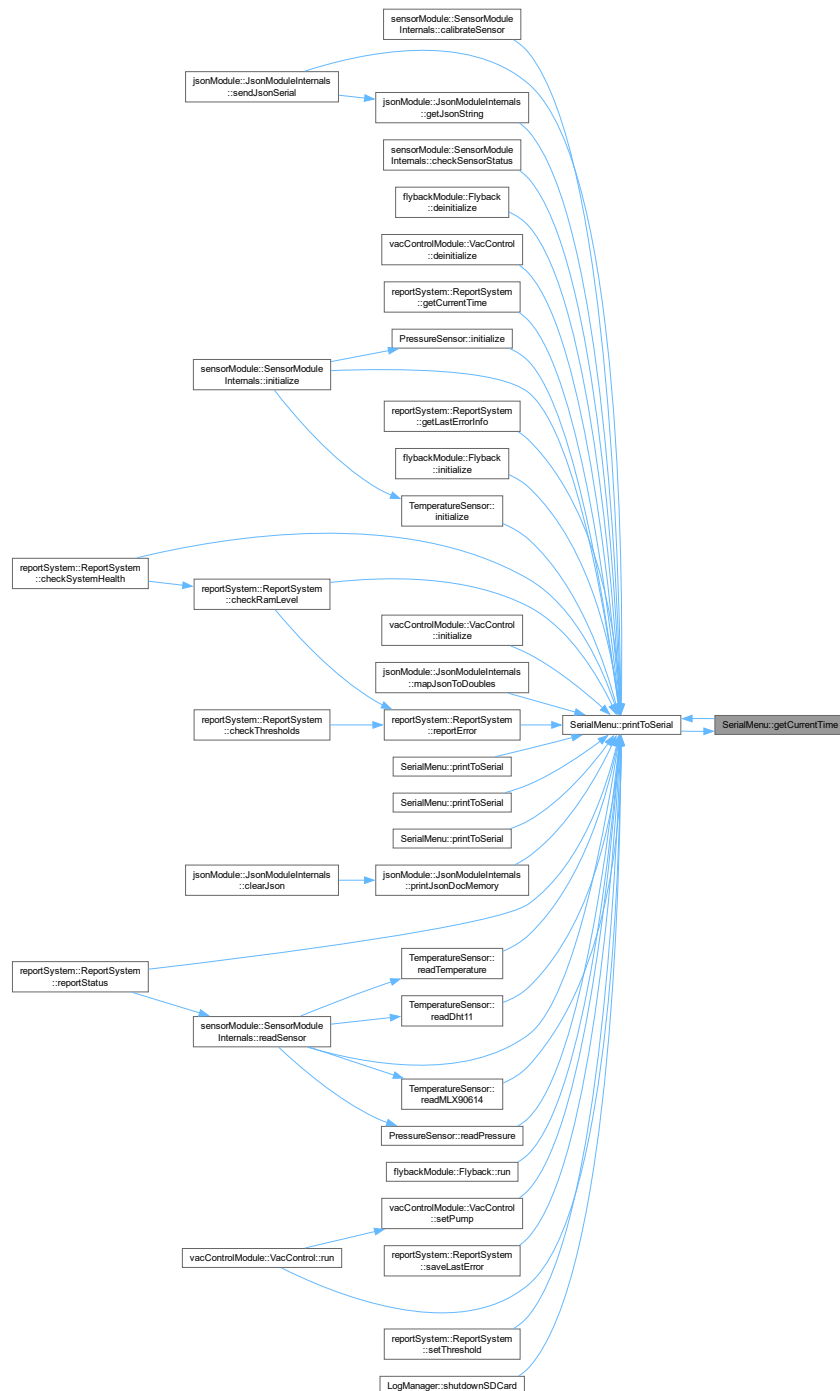 sensorModule::SensorModule
Internals::calibrateSensor
jsonModule::JsonModuleInternals
::sendJsonSerial
jsonModule::JsonModuleInternals
::getJsonString
sensorModule::SensorModule
Internals::checkSensorStatus
flybackModule::Flyback
::deinitialize
vacControlModule::VacControl
::deinitialize
reportSystem::ReportSystem
::getCurrentTime
PressureSensor::initialize
sensorModule::SensorModule
Internals::initialize
reportSystem::ReportSystem
::getLastErrorInfo
flybackModule::Flyback
::initialize
TemperatureSensor::
initialize
reportSystem::ReportSystem
::checkSystemHealth
reportSystem::ReportSystem
::checkRamLevel
vacControlModule::VacControl
::initialize
jsonModule::JsonModuleInternals
::mapJsonToDoubles
reportSystem::ReportSystem
::checkThresholds
reportSystem::ReportSystem
::reportError
SerialMenu::printToSerial
SerialMenu::getCurrentTime
SerialMenu::printToSerial
SerialMenu::printToSerial
SerialMenu::printToSerial
jsonModule::JsonModuleInternals
::clearJson
jsonModule::JsonModuleInternals
::printJsonDocMemory
TemperatureSensor::
readTemperature
reportSystem::ReportSystem
::reportStatus
TemperatureSensor::
readDht11
sensorModule::SensorModule
Internals::readSensor
TemperatureSensor::
readMLX90614
PressureSensor::readPressure
flybackModule::Flyback::run
vacControlModule::VacControl
::setPump
vacControlModule::VacControl::run
reportSystem::ReportSystem
::saveLastError
reportSystem::ReportSystem
::setThreshold
LogManager::shutdownSDCard